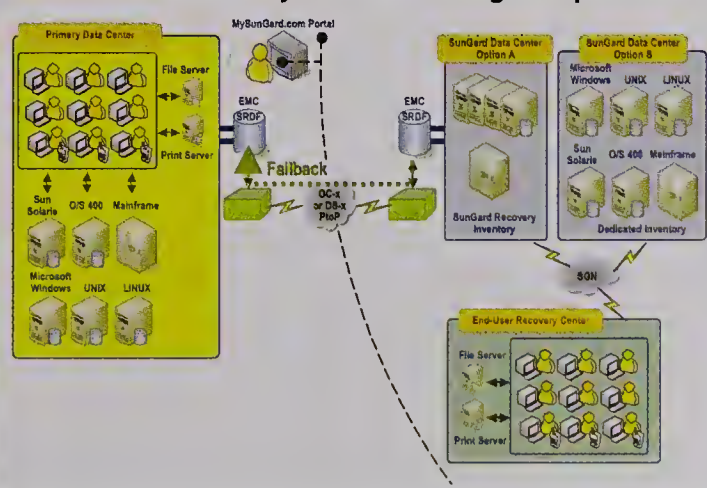 MySunGard.com Portal
Primary Data Center
File Server
Print Server
Sun
Solaris
O/S 400
Mainframe
Microsoft
Windows
UNIX
LINUX
EMC
SRDF
Fallback
OC-x
or DS-x
PtoP
EMC
SRDF
SunGard Data Center
Option A
SunGard Recovery
Inventory
SunGard Data Center
Option B
Microsoft
Windows
UNIX
LINUX
Sun
Solaris
O/S 400
Mainframe
Dedicated Inventory
SGN
End-User Recovery Center
File Server
Print Server